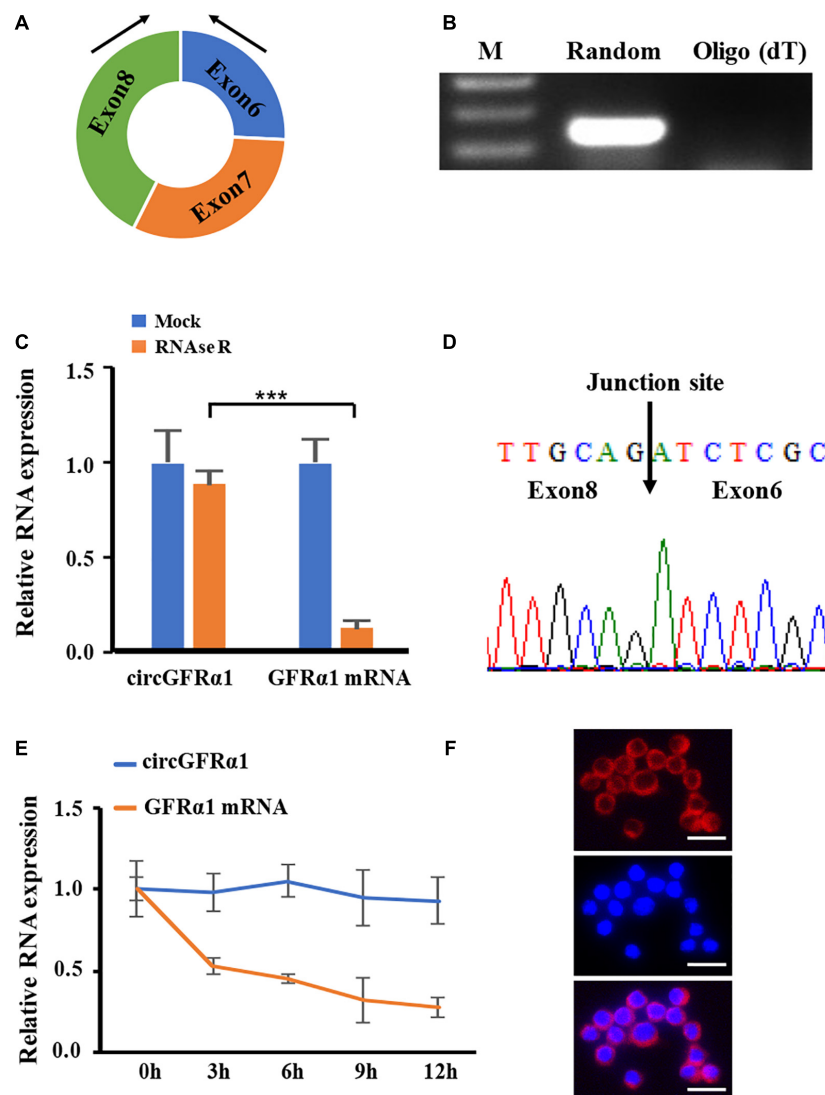 A
Exon8
Exon6
Exon7
B
M Random Oligo (dT)
C
Mock
RNAse R
Relative RNA expression
1.5
1.0
0.5
0.0
***
circGFRα1 GFRα1 mRNA
D
Junction site
T T G C A G A T C T C G C
Exon8 Exon6
E
circGFRα1
GFRα1 mRNA
Relative RNA expression
1.5
1.0
0.5
0.0
0h 3h 6h 9h 12h
F